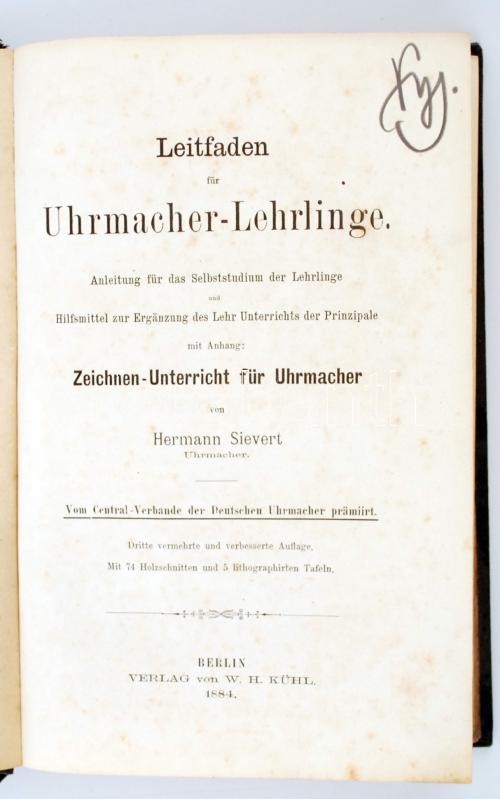 Leitfaden
für
Uhrmacher-Lehrlinge.
Anleitung für das Selbststudium der Lehrlinge
und
Hilfsmittel zur Ergänzung des Lehr Unterrichts der Prinzipale
mit Anhang:
Zeichnen-Unterricht für Uhrmacher
von
Hermann Sievert
Uhrmacher.
Vom Central-Verbande der Deutschen Uhrmacher prämiirt.
Dritte vermehrte und verbesserte Auflage.
Mit 74 Holzschnitten und 5 lithographirten Tafeln.
BERLIN
VERLAG von W. H. KÜHL.
1884.